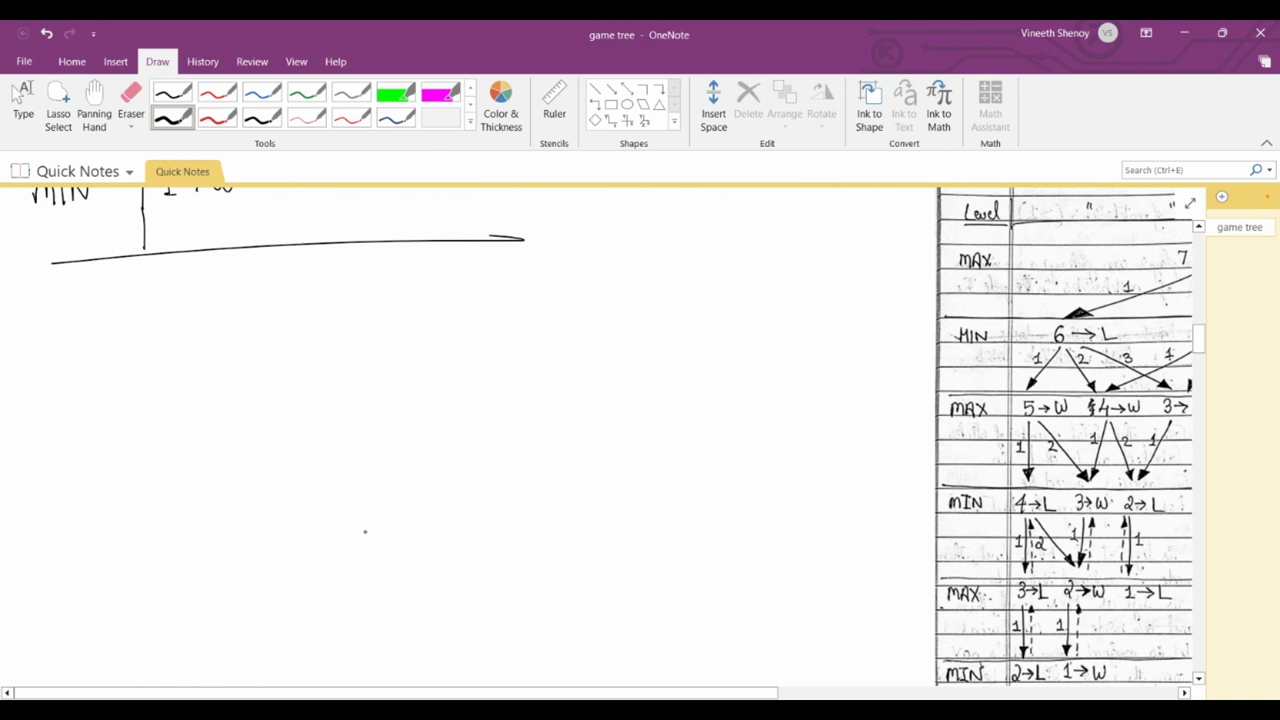 game tree - OneNote
Vineeth Shenoy
VS
File Home Insert Draw History Review View Help
Type
Lasso Select
Panning Hand
Eraser
Color & Thickness
Ruler
Insert Space
Delete
Arrange
Rotate
Ink to Shape
Ink to Text
Ink to Math
Math Assistant
Tools
Stencils
Shapes
Edit
Convert
Math
Quick Notes
Quick Notes
Search (Ctrl+E)
game tree
MIN 1 → W
Level " "
MAX 7
1
MIN 6 → L
1 2 3 1
MAX 5 → W 4 → W 3 →
1 2 1 2 1
MIN 4 → L 3 → W 2 → L
1 2 1 1
MAX 3 → L 2 → W 1 → L
1 1
MIN 2 → L 1 → W